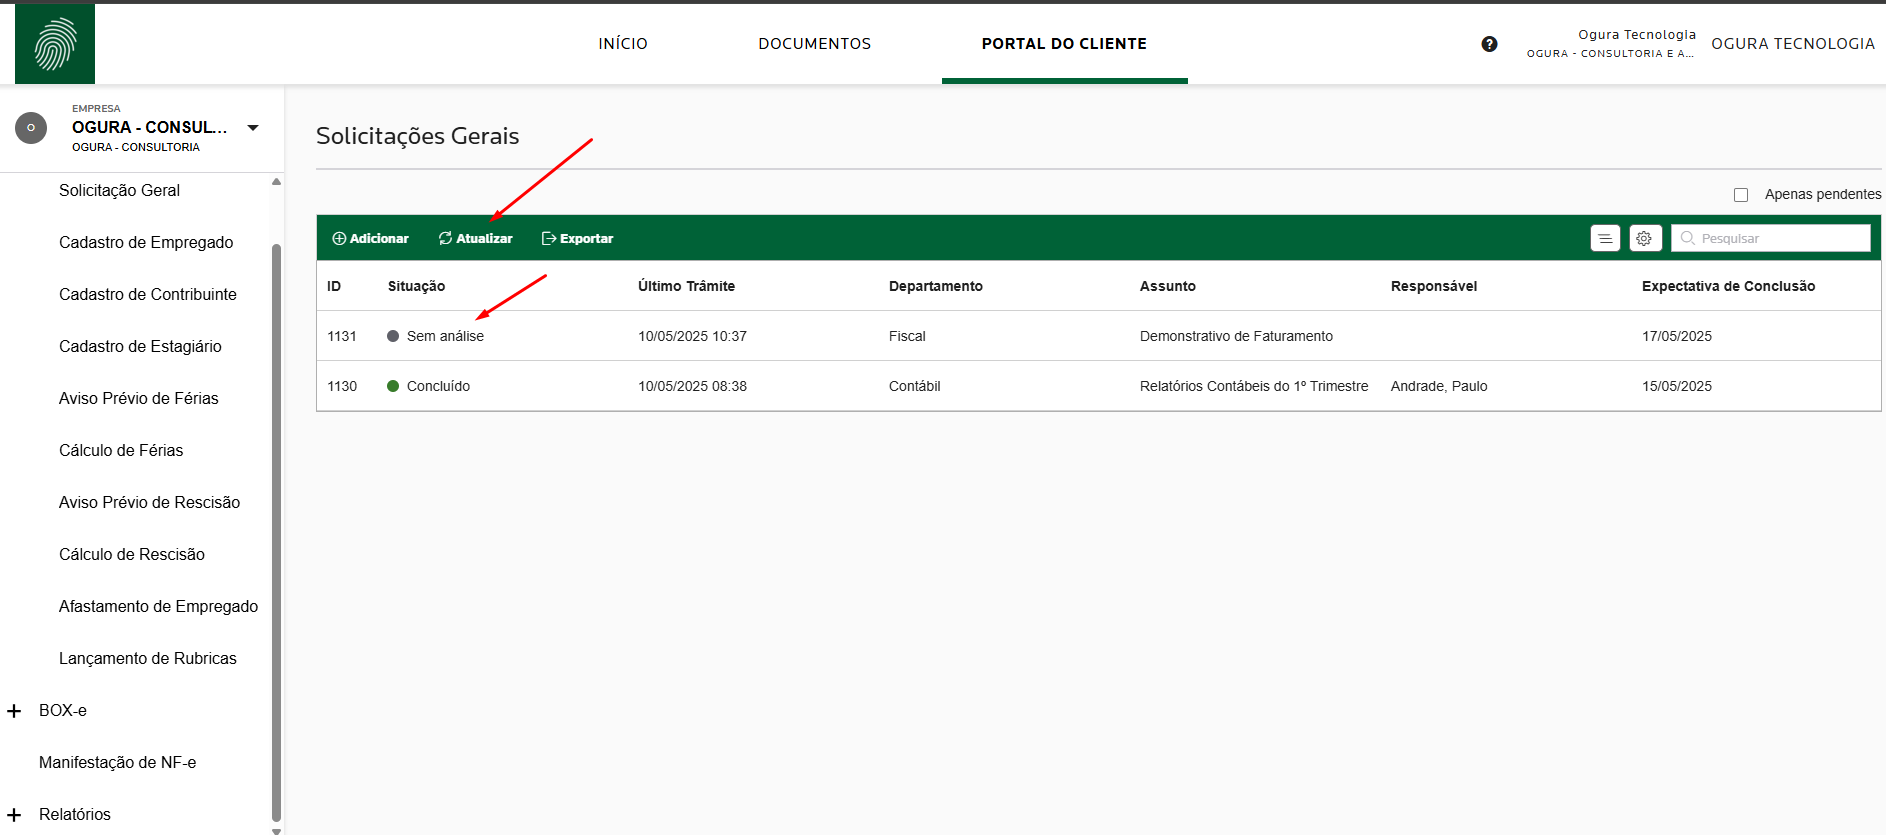 INÍCIO
DOCUMENTOS
PORTAL DO CLIENTE
?
Ogura Tecnologia
OGURA - CONSULTORIA E A...
OGURA TECNOLOGIA
O
EMPRESA
OGURA - CONSUL...
OGURA - CONSULTORIA
Solicitação Geral
Cadastro de Empregado
Cadastro de Contribuinte
Cadastro de Estagiário
Aviso Prévio de Férias
Cálculo de Férias
Aviso Prévio de Rescisão
Cálculo de Rescisão
Afastamento de Empregado
Lançamento de Rubricas
BOX-e
Manifestação de NF-e
Relatórios
Solicitações Gerais
Apenas pendentes
Adicionar Atualizar Exportar Pesquisar
ID Situação Último Trâmite Departamento Assunto Responsável Expectativa de Conclusão
1131 Sem análise 10/05/2025 10:37 Fiscal Demonstrativo de Faturamento 17/05/2025
1130 Concluído 10/05/2025 08:38 Contábil Relatórios Contábeis do 1º Trimestre Andrade, Paulo 15/05/2025